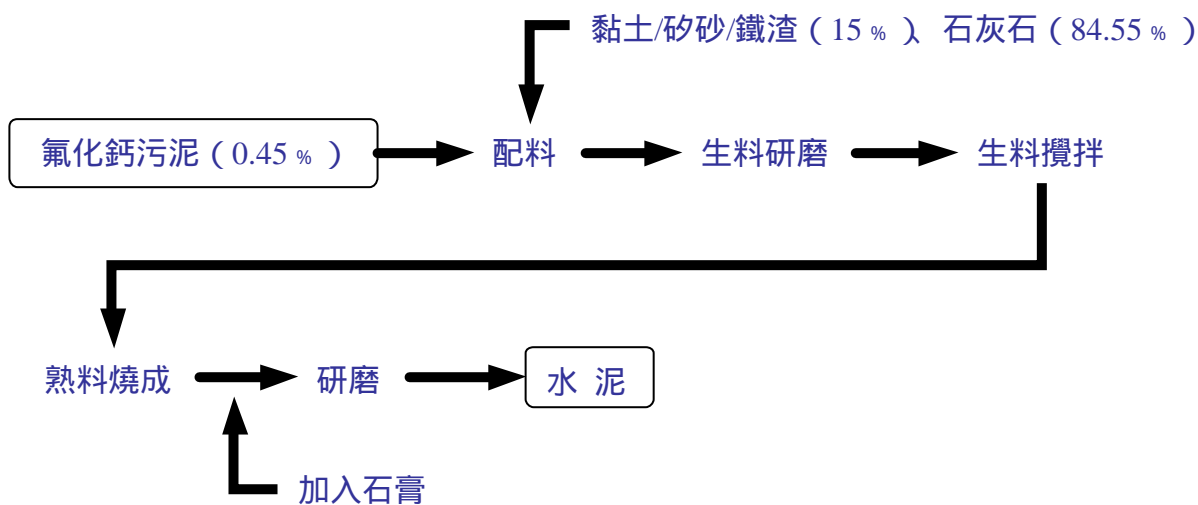 黏土/矽砂/鐵渣（15 %）、石灰石（84.55 %）
氟化鈣污泥（0.45 %）
配料
生料研磨
生料攪拌
熟料燒成
研磨
水 泥
加入石膏